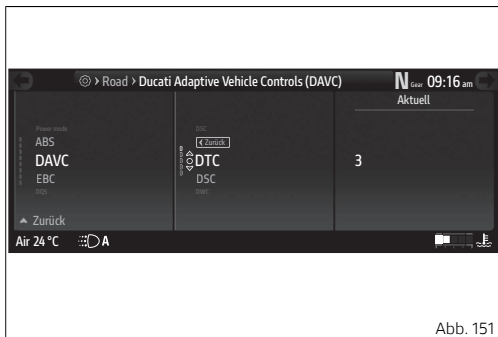 Road > Ducati Adaptive Vehicle Controls (DAVC)
N Gear 09:16 am
Aktuell
Power mode
ABS
DAVC
EBC
DQS
Zurück
DSC
Zurück
DTC
DSC
DWC
3
Air 24 °C
A
Abb. 151